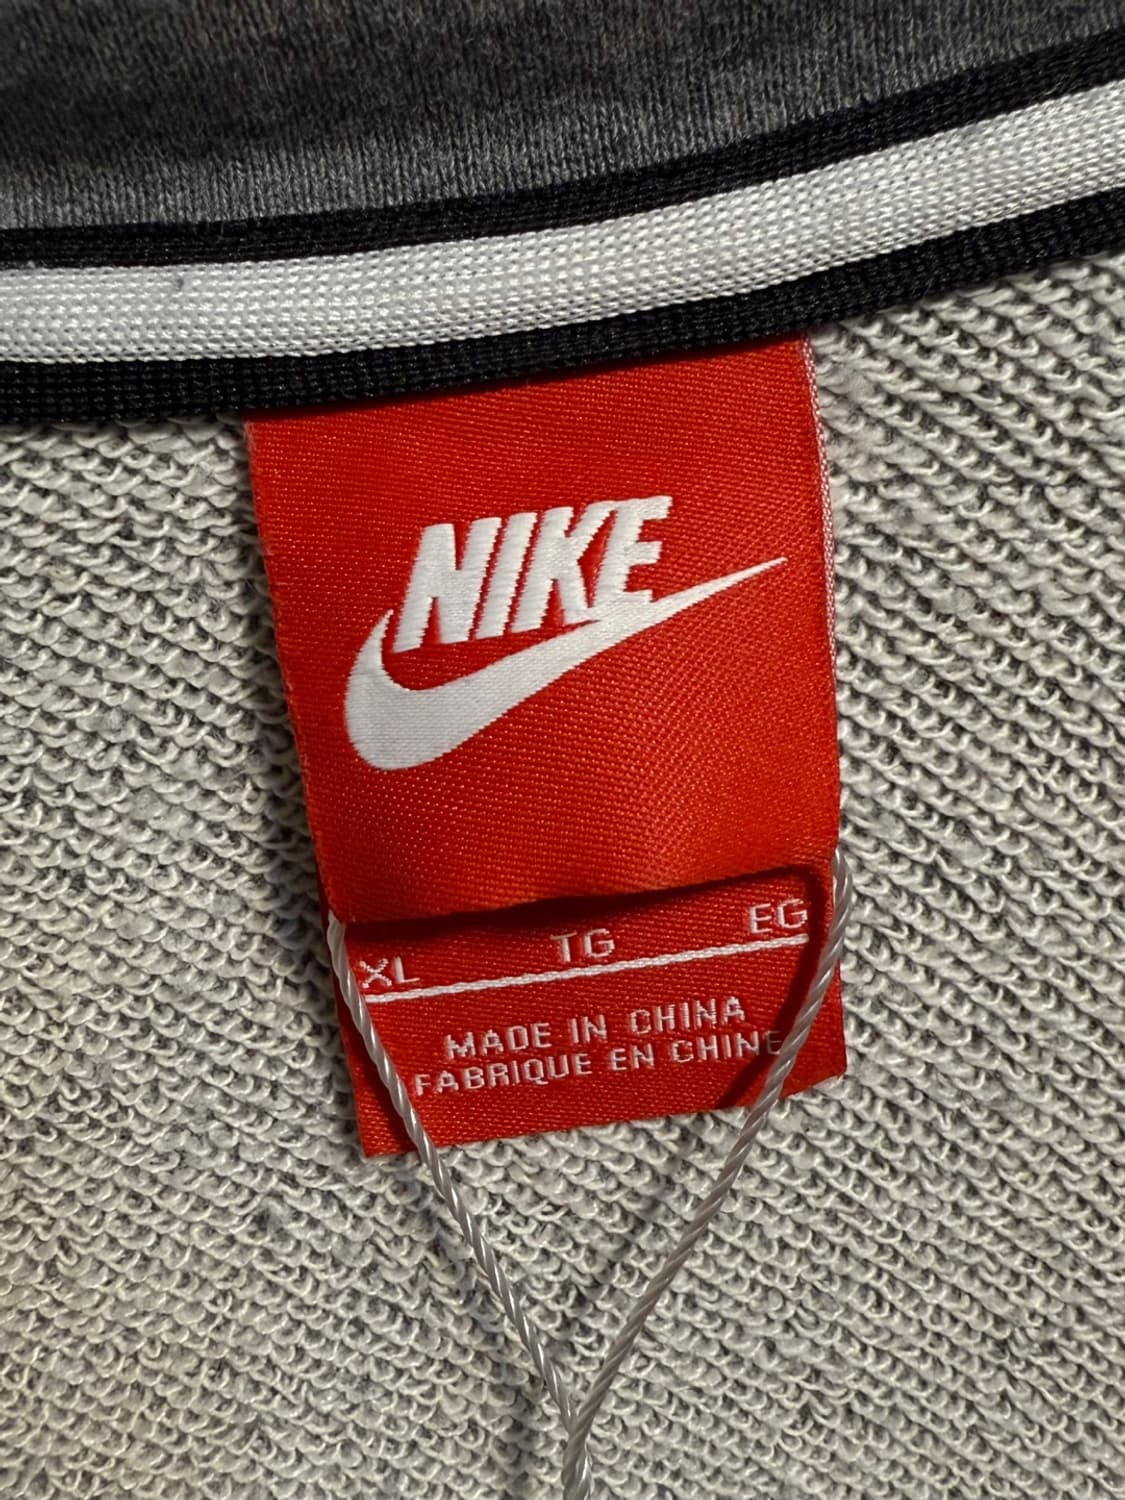 NIKE
XL TG EG
MADE IN CHINA
FABRIQUE EN CHINE